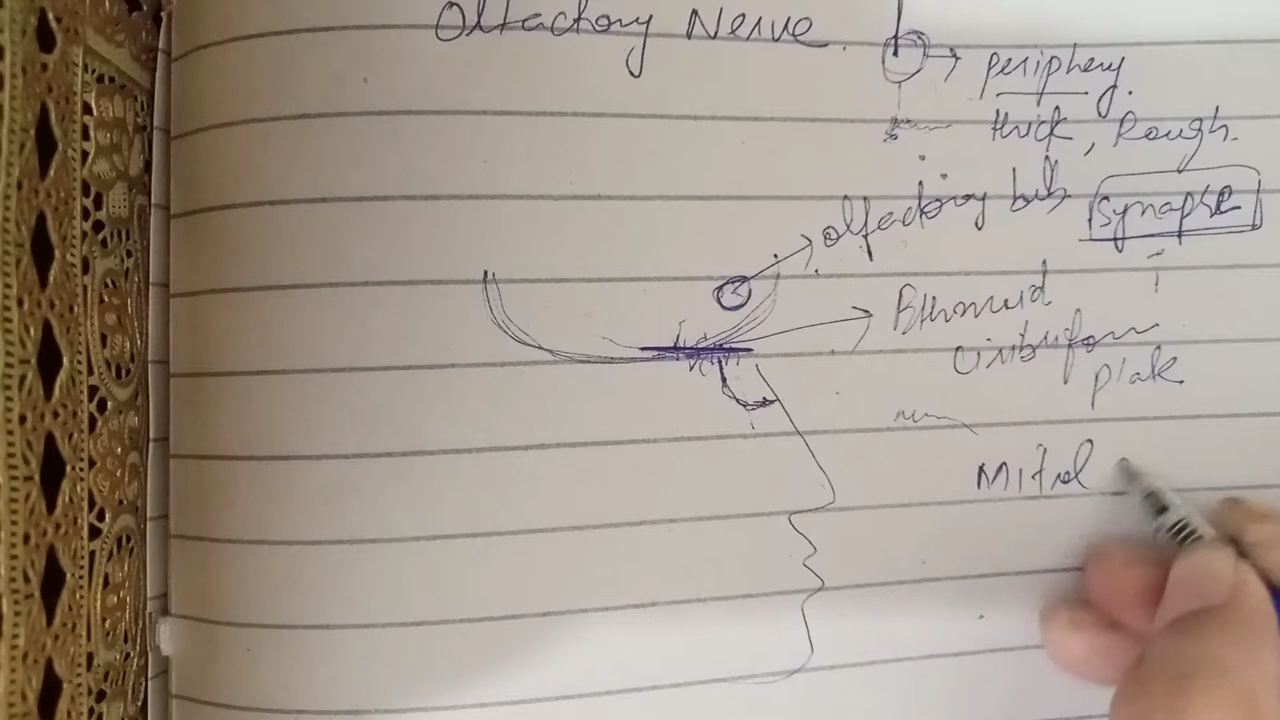 Olfactory Nerve.
periphery.
thick, Rough.
olfactory bulb
synapse
Ethmoid
cribriform
plate
Mitral